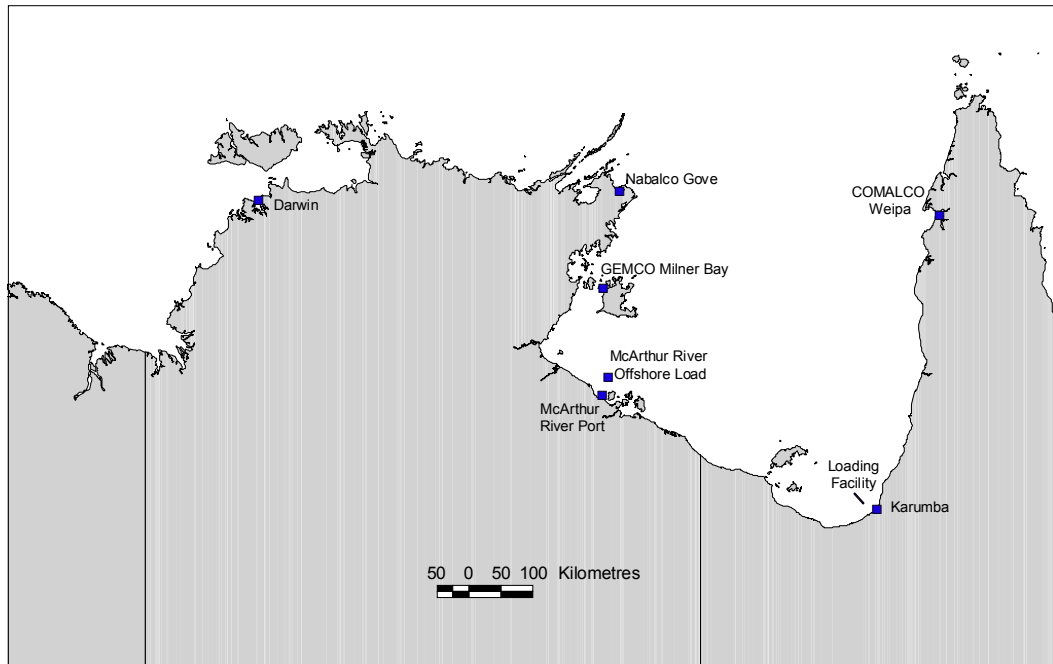 Nabalco Gove
COMALCO
Weipa
Darwin
GEMCO Milner Bay
McArthur River
Offshore Load
McArthur
River Port
Loading
Facility
Karumba
50 0 50 100 Kilometres